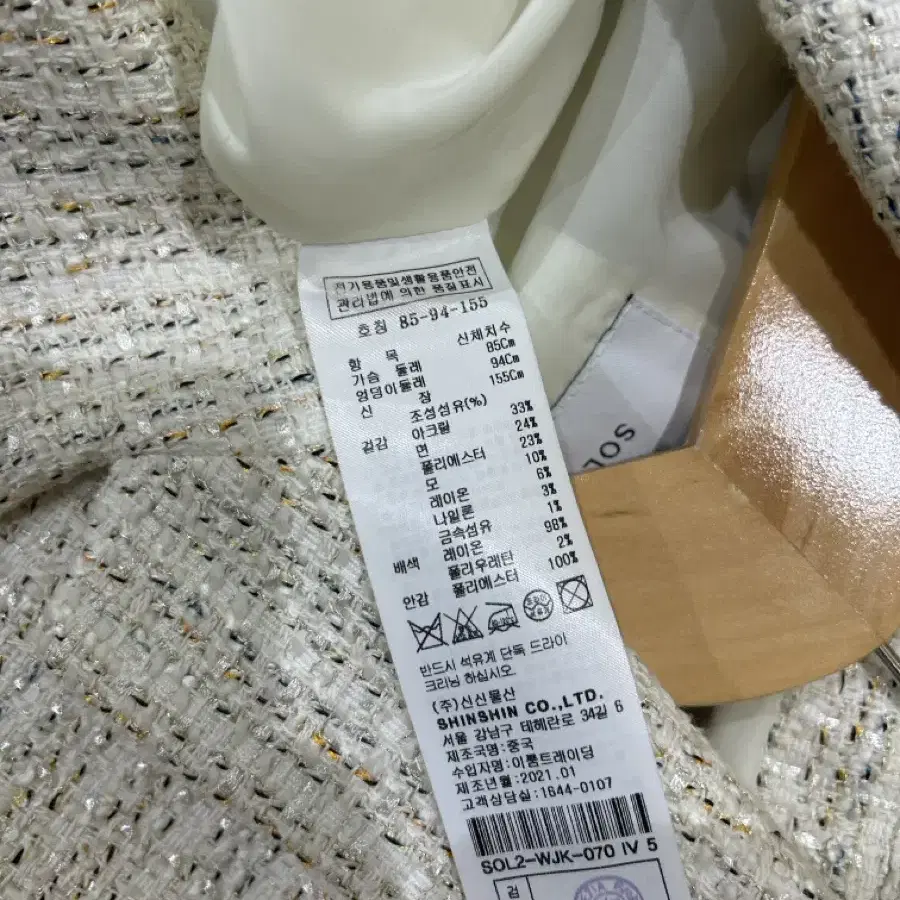 전기용품및생활용품안전
관리법에 의한 품질표시
호칭 85-94-155
항 목 신체치수
가슴 둘레 85Cm
엉덩이둘레 94Cm
신 장 155Cm
조성섬유(%)
겉감 아크릴 33%
면 24%
폴리에스터 23%
모 10%
레이온 6%
나일론 3%
금속섬유 1%
배색 레이온 98%
폴리우레탄 2%
안감 폴리에스터 100%
반드시 석유계 단독 드라이
크리닝 하십시오.
(주)신신물산
SHINSHIN CO.,LTD.
서울 강남구 테헤란로 34길 6
제조국명:중국
수입자명:이룸트레이딩
제조년월:2021.01
고객상담실:1644-0107
SOL2-WJK-070 IV 5
검